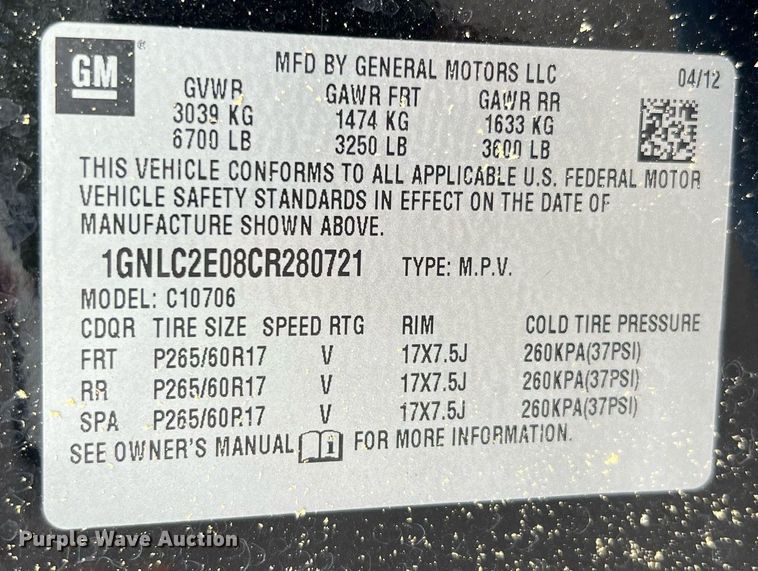 GM ®
MFD BY GENERAL MOTORS LLC 04/12
GVWR GAWR FRT GAWR RR
3039 KG 1474 KG 1633 KG
6700 LB 3250 LB 3600 LB
THIS VEHICLE CONFORMS TO ALL APPLICABLE U.S. FEDERAL MOTOR
VEHICLE SAFETY STANDARDS IN EFFECT ON THE DATE OF
MANUFACTURE SHOWN ABOVE.
1GNLC2E08CR280721 TYPE: M.P.V.
MODEL: C10706
CDQR TIRE SIZE SPEED RTG RIM COLD TIRE PRESSURE
FRT P265/60R17 V 17X7.5J 260KPA(37PSI)
RR P265/60R17 V 17X7.5J 260KPA(37PSI)
SPA P265/60R17 V 17X7.5J 260KPA(37PSI)
SEE OWNER'S MANUAL i FOR MORE INFORMATION.
Purple Wave Auction